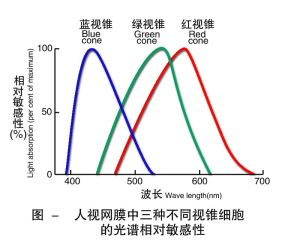 蓝视锥 绿视锥 红视锥
Blue Green Red
cone cone cone
100
50
0
相对敏感性(%)
Light absorption (per cent of maximum)
400 500 600 700
波长 Wave length(nm)
图 – 人视网膜中三种不同视锥细胞
的光谱相对敏感性